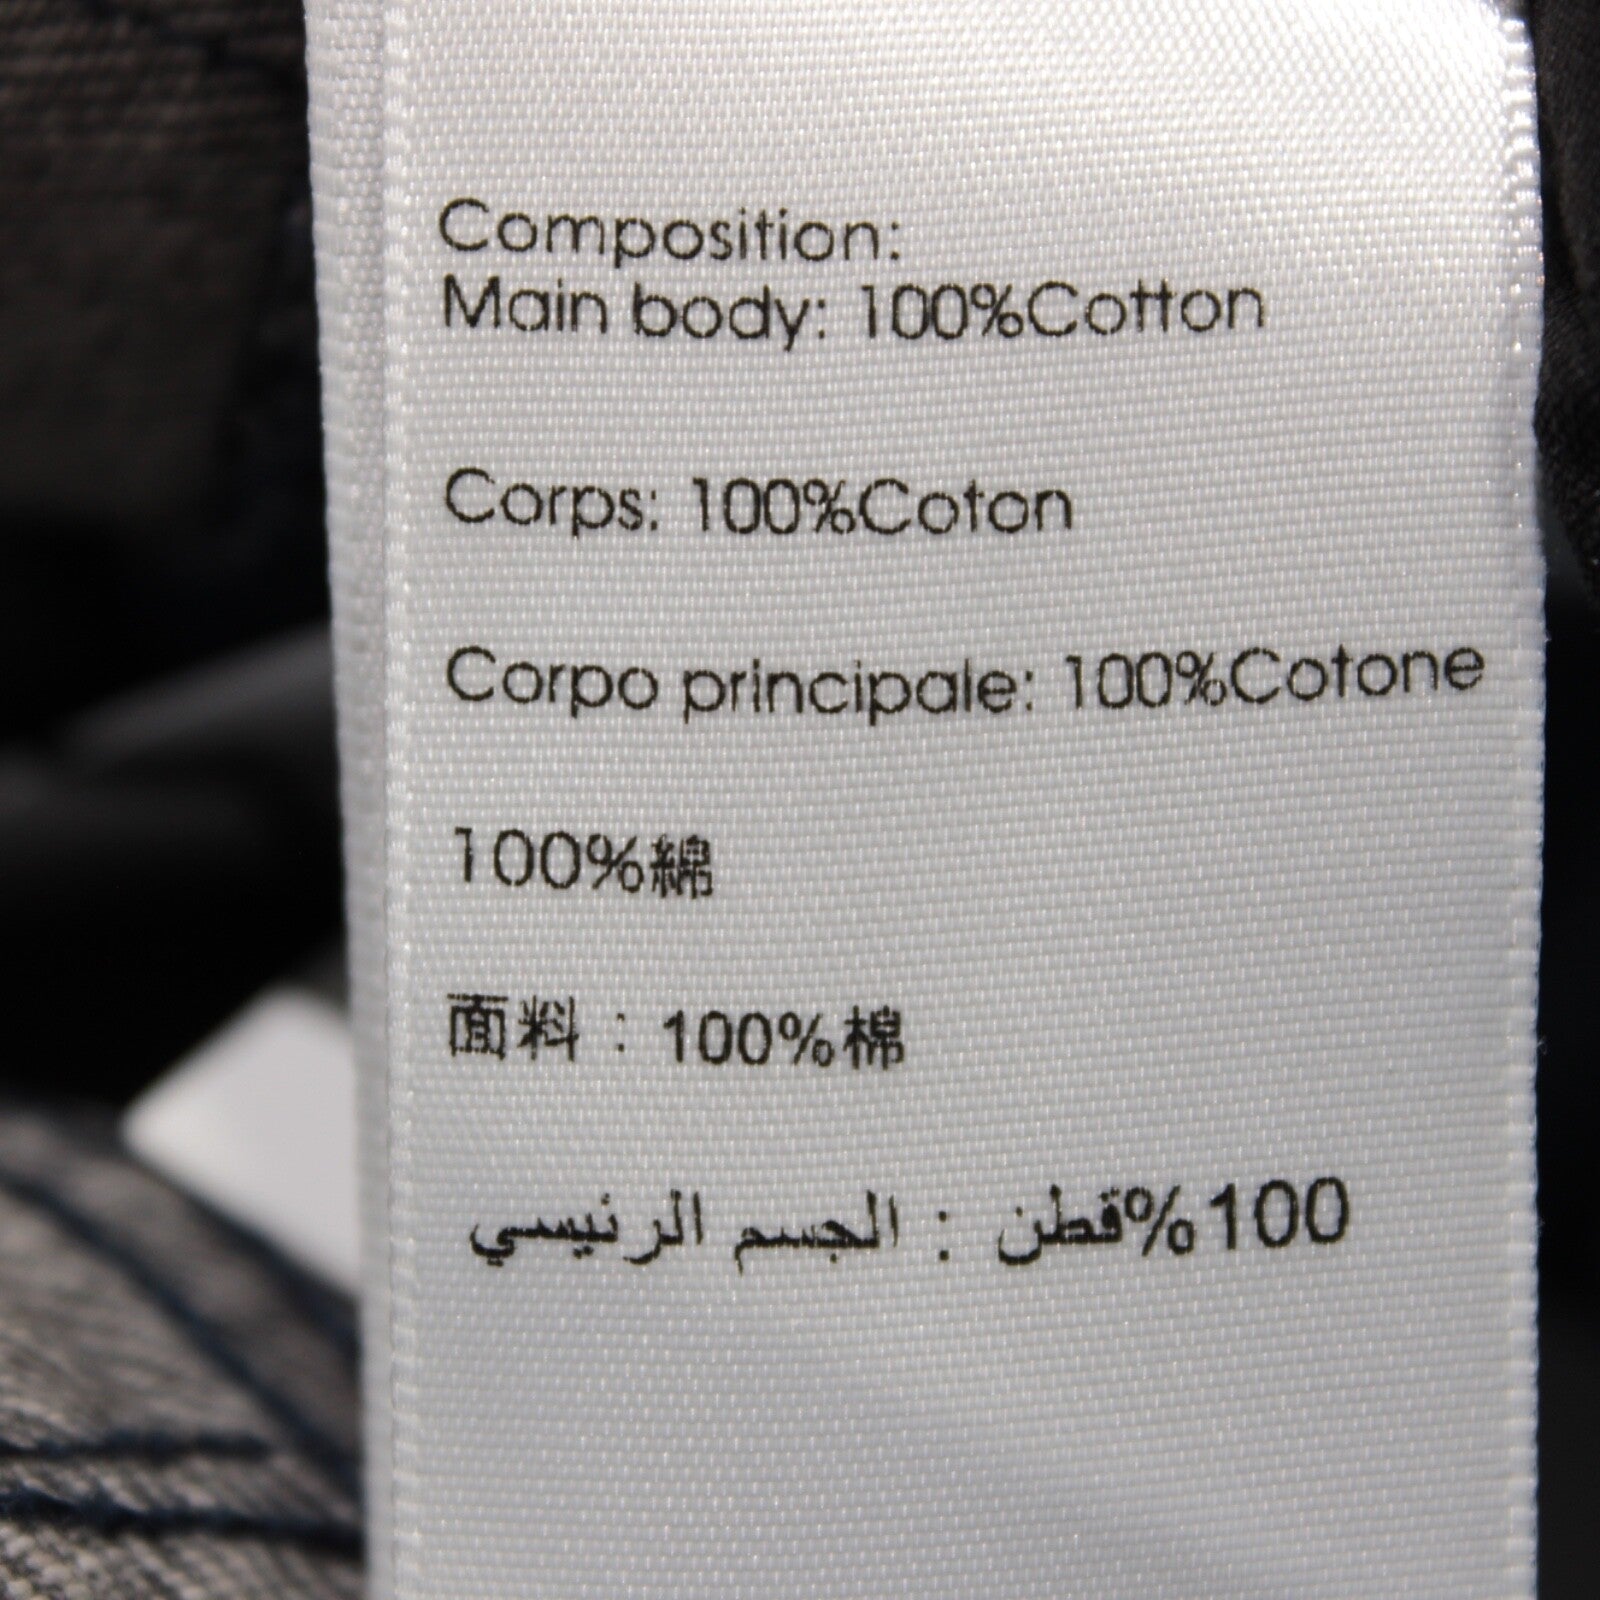 Composition:
Main body: 100%Cotton
Corps: 100%Coton
Corpo principale: 100%Cotone
100%綿
面料：100%棉
100%قطن : الجسم الرئيسي